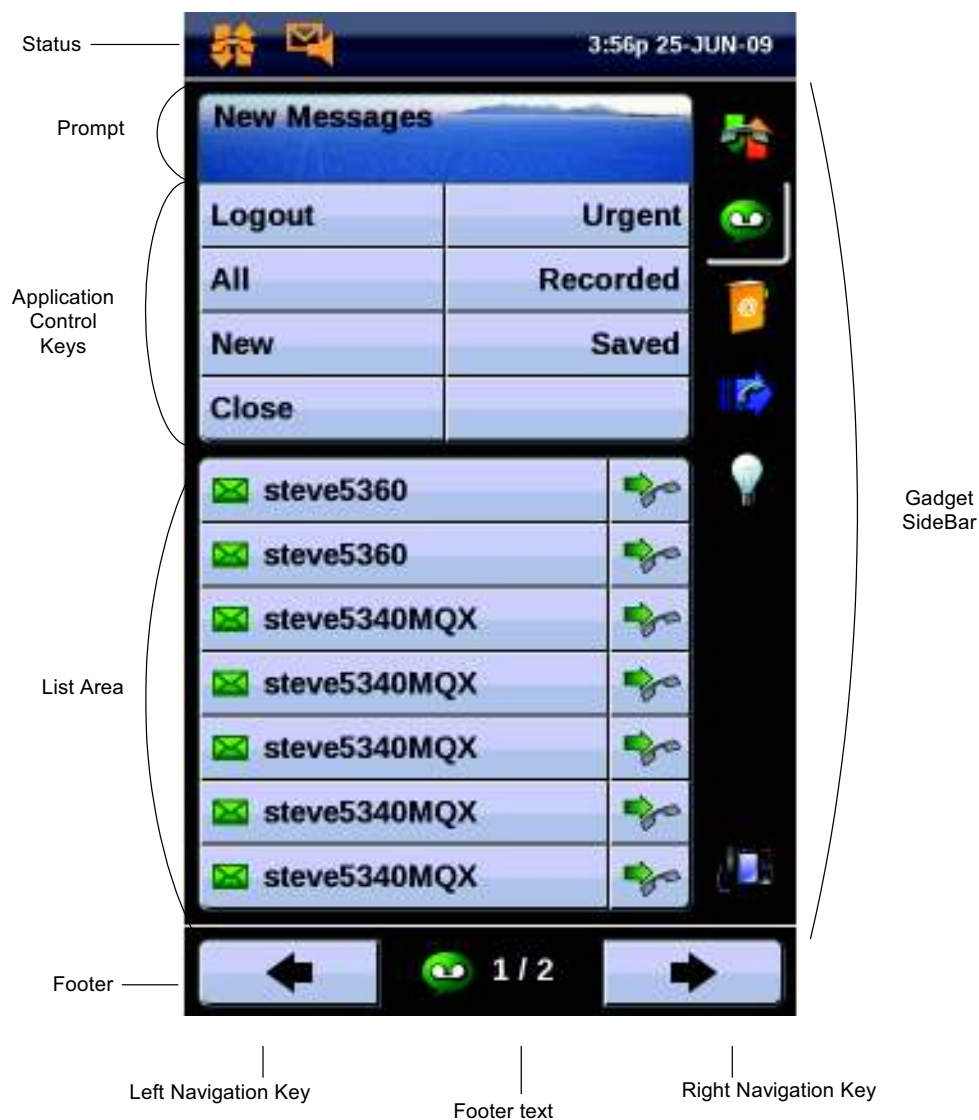 Status
3:56p 25-JUN-09
Prompt
New Messages
Logout
Urgent
All
Recorded
Application
Control
Keys
New
Saved
Close
steve5360
steve5360
steve5340MQX
steve5340MQX
steve5340MQX
steve5340MQX
steve5340MQX
Gadget
SideBar
List Area
Footer
1 / 2
Left Navigation Key
Footer text
Right Navigation Key